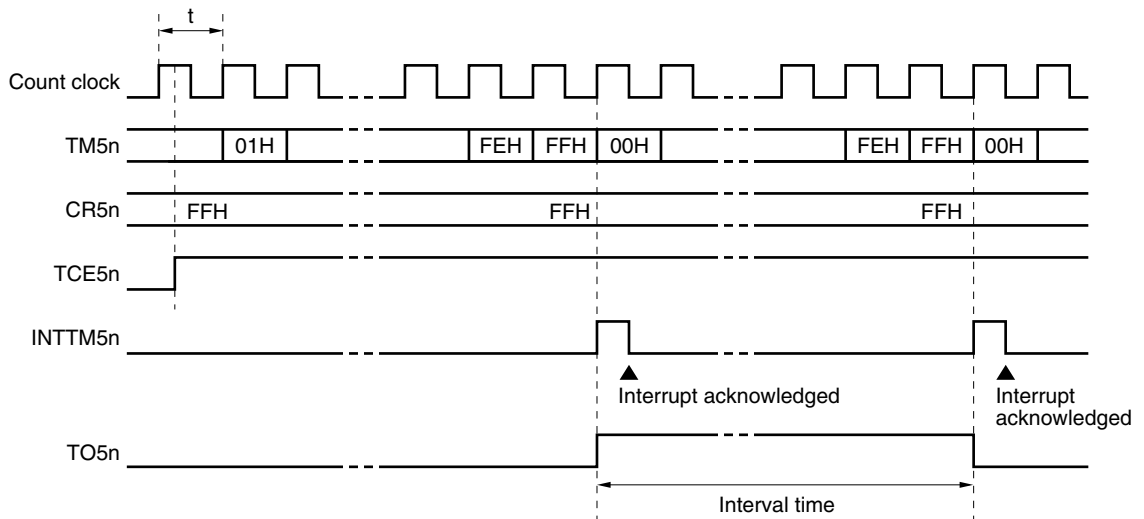 t
Count clock
TM5n 01H FEH FFH 00H FEH FFH 00H
CR5n FFH FFH FFH
TCE5n
INTTM5n
Interrupt acknowledged
Interrupt
acknowledged
TO5n
Interval time